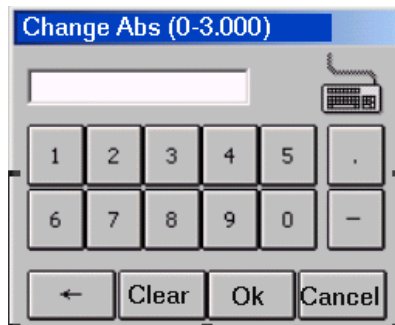 Change Abs (0-3.000)
1 2 3 4 5 .
6 7 8 9 0 -
← Clear Ok Cancel